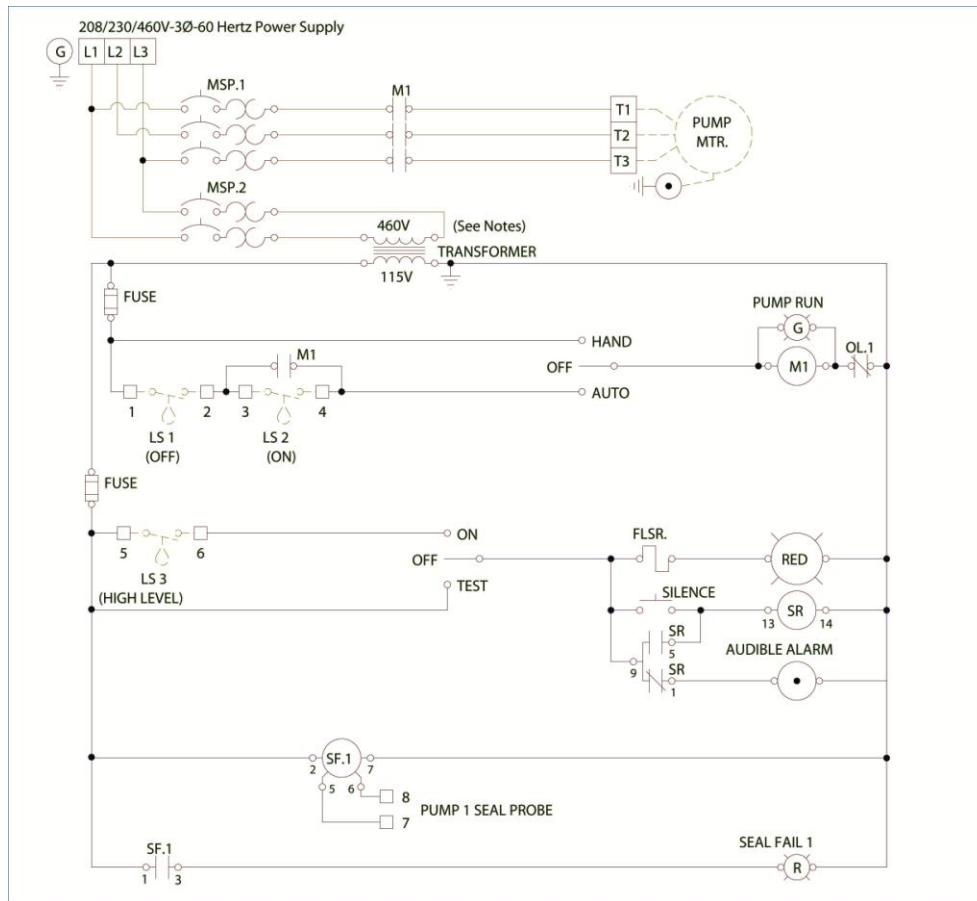 208/230/460V-3Ø-60 Hertz Power Supply
G L1 L2 L3
MSP.1
M1
T1
T2
T3
PUMP
MTR.
MSP.2
460V
(See Notes)
TRANSFORMER
115V
FUSE
PUMP RUN
G
HAND
M1
OFF
M1
OL.1
AUTO
1 2 3 4
LS 1
(OFF)
LS 2
(ON)
FUSE
5 6
LS 3
(HIGH LEVEL)
ON
OFF
TEST
FLSR.
RED
SILENCE
13 SR 14
SR
5
9
SR
1
AUDIBLE ALARM
2 SF.1 7
5 6
8
7
PUMP 1 SEAL PROBE
SF.1
1 3
SEAL FAIL 1
R